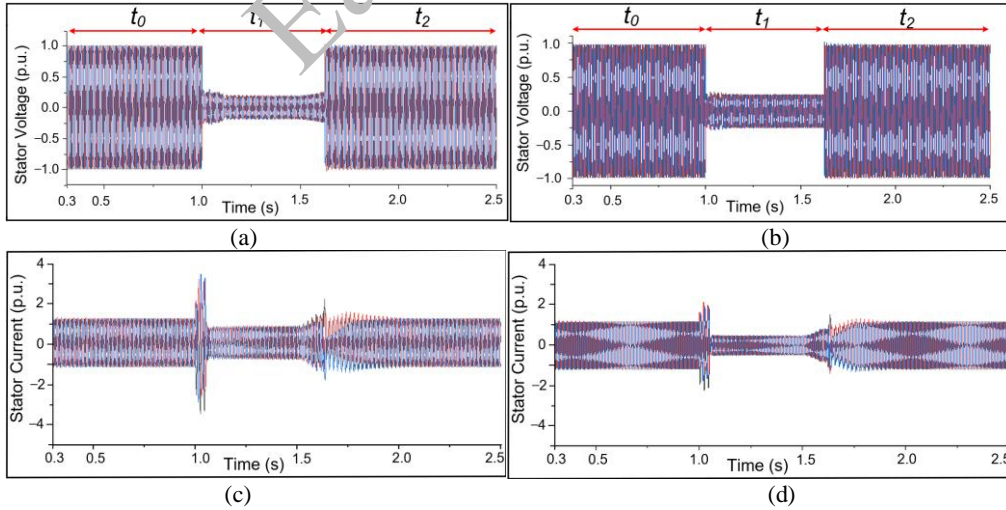 t0 t1 t2
Stator Voltage (p.u.)
1.0
0.5
0.0
−0.5
−1.0
0.3 0.5 1.0 1.5 2.0 2.5
Time (s)
(a)
t0 t1 t2
Stator Voltage (p.u.)
1.0
0.5
0.0
−0.5
−1.0
0.3 0.5 1.0 1.5 2.0 2.5
Time (s)
(b)
Stator Current (p.u.)
4
2
0
−2
−4
0.3 0.5 1.0 1.5 2.0 2.5
Time (s)
(c)
Stator Current (p.u.)
4
2
0
−2
−4
0.3 0.5 1.0 1.5 2.0 2.5
Time (s)
(d)